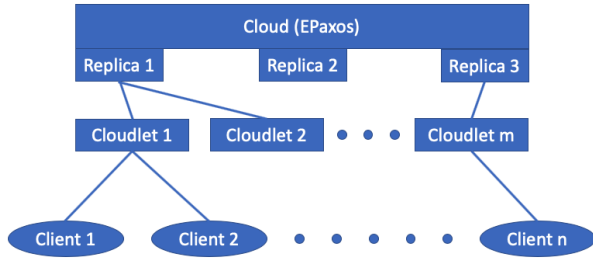 Cloud (EPaxos)
Replica 1 Replica 2 Replica 3
Cloudlet 1 Cloudlet 2 Cloudlet m
Client 1 Client 2 Client n